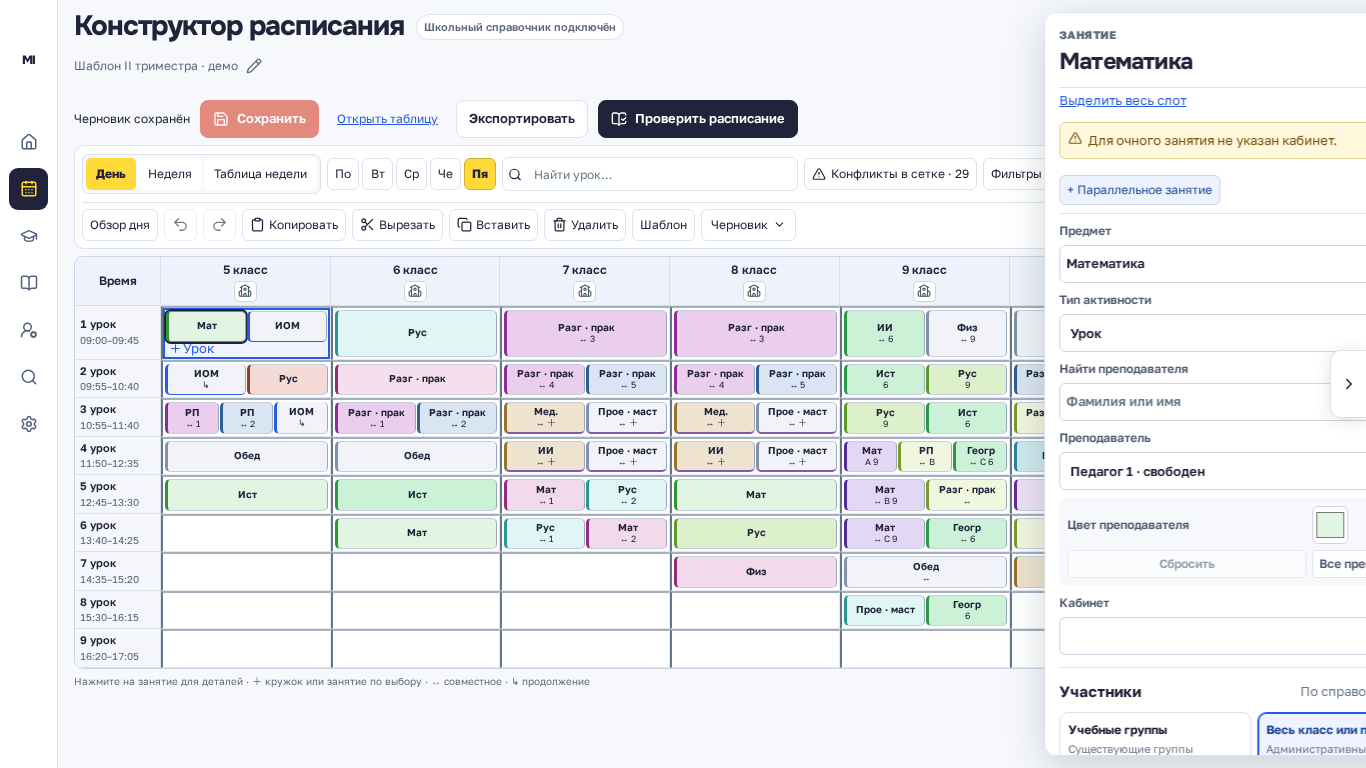 Конструктор расписания
Школьный справочник подключён
Шаблон II триместра · демо
MI
Черновик сохранён
Сохранить
Открыть таблицу
Экспортировать
Проверить расписание
День
Неделя
Таблица недели
По
Вт
Ср
Че
Пя
Найти урок...
Конфликты в сетке · 29
Фильтры
Обзор дня
Копировать
Вырезать
Вставить
Удалить
Шаблон
Черновик
Время
5 класс
6 класс
7 класс
8 класс
9 класс
1 урок
09:00–09:45
Мат
ИОМ
+ Урок
Рус
Разг · прак
↔ 3
Разг · прак
↔ 3
ИИ
↔ 6
Физ
↔ 9
2 урок
09:55–10:40
ИОМ
↳
Рус
Разг · прак
Разг · прак
↔ 4
Разг · прак
↔ 5
Разг · прак
↔ 4
Разг · прак
↔ 5
Ист
6
Рус
9
Разг
3 урок
10:55–11:40
РП
↔ 1
РП
↔ 2
ИОМ
↳
Разг · прак
↔ 1
Разг · прак
↔ 2
Мед.
↔ +
Прое · маст
↔ +
Мед.
↔ +
Прое · маст
↔ +
Рус
9
Ист
6
4 урок
11:50–12:35
Обед
Обед
ИИ
↔ +
Прое · маст
↔ +
ИИ
↔ +
Прое · маст
↔ +
Мат
А 9
РП
↔ В
Геогр
↔ С 6
5 урок
12:45–13:30
Ист
Ист
Мат
↔ 1
Рус
↔ 2
Мат
Мат
↔ В 9
Разг · прак
↔
6 урок
13:40–14:25
Мат
Рус
↔ 1
Мат
↔ 2
Рус
Мат
↔ С 9
Геогр
↔ 6
7 урок
14:35–15:20
Физ
Обед
↔
8 урок
15:30–16:15
Прое · маст
Геогр
6
9 урок
16:20–17:05
Нажмите на занятие для деталей · + кружок или занятие по выбору · ↔ совместное · ↳ продолжение
ЗАНЯТИЕ
Математика
Выделить весь слот
Для очного занятия не указан кабинет.
+ Параллельное занятие
Предмет
Математика
Тип активности
Урок
Найти преподавателя
Фамилия или имя
Преподаватель
Педагог 1 · свободен
Цвет преподавателя
Сбросить
Все пре
Кабинет
Участники
По справо
Учебные группы
Существующие группы
Весь класс или п
Административны